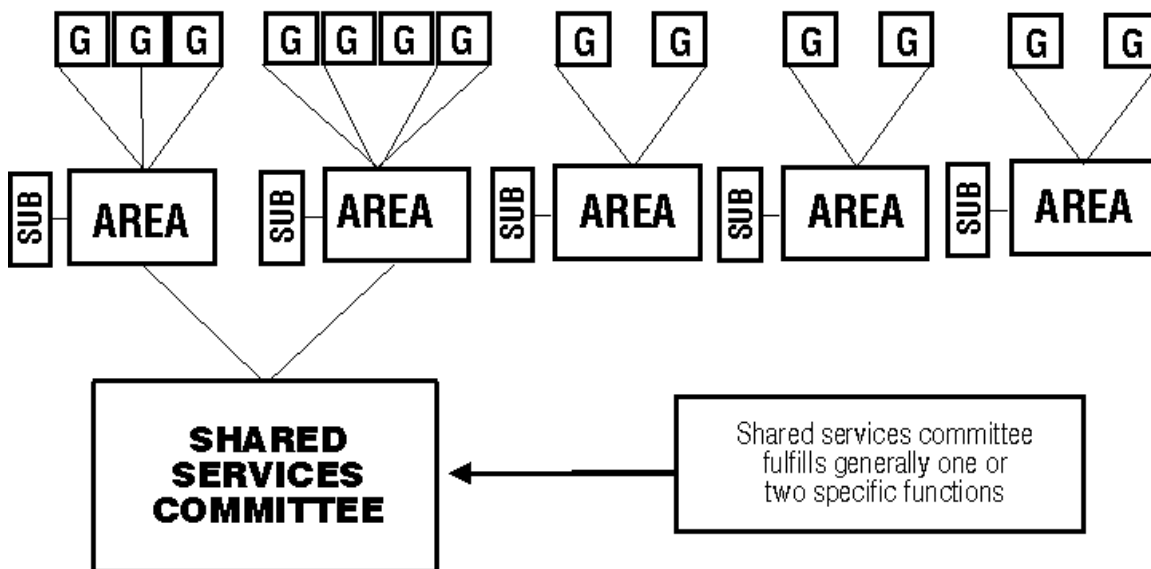 G G G G G G G G G G G G G
SUB AREA SUB AREA SUB AREA SUB AREA SUB AREA
SHARED
SERVICES
COMMITTEE
Shared services committee
fulfills generally one or
two specific functions